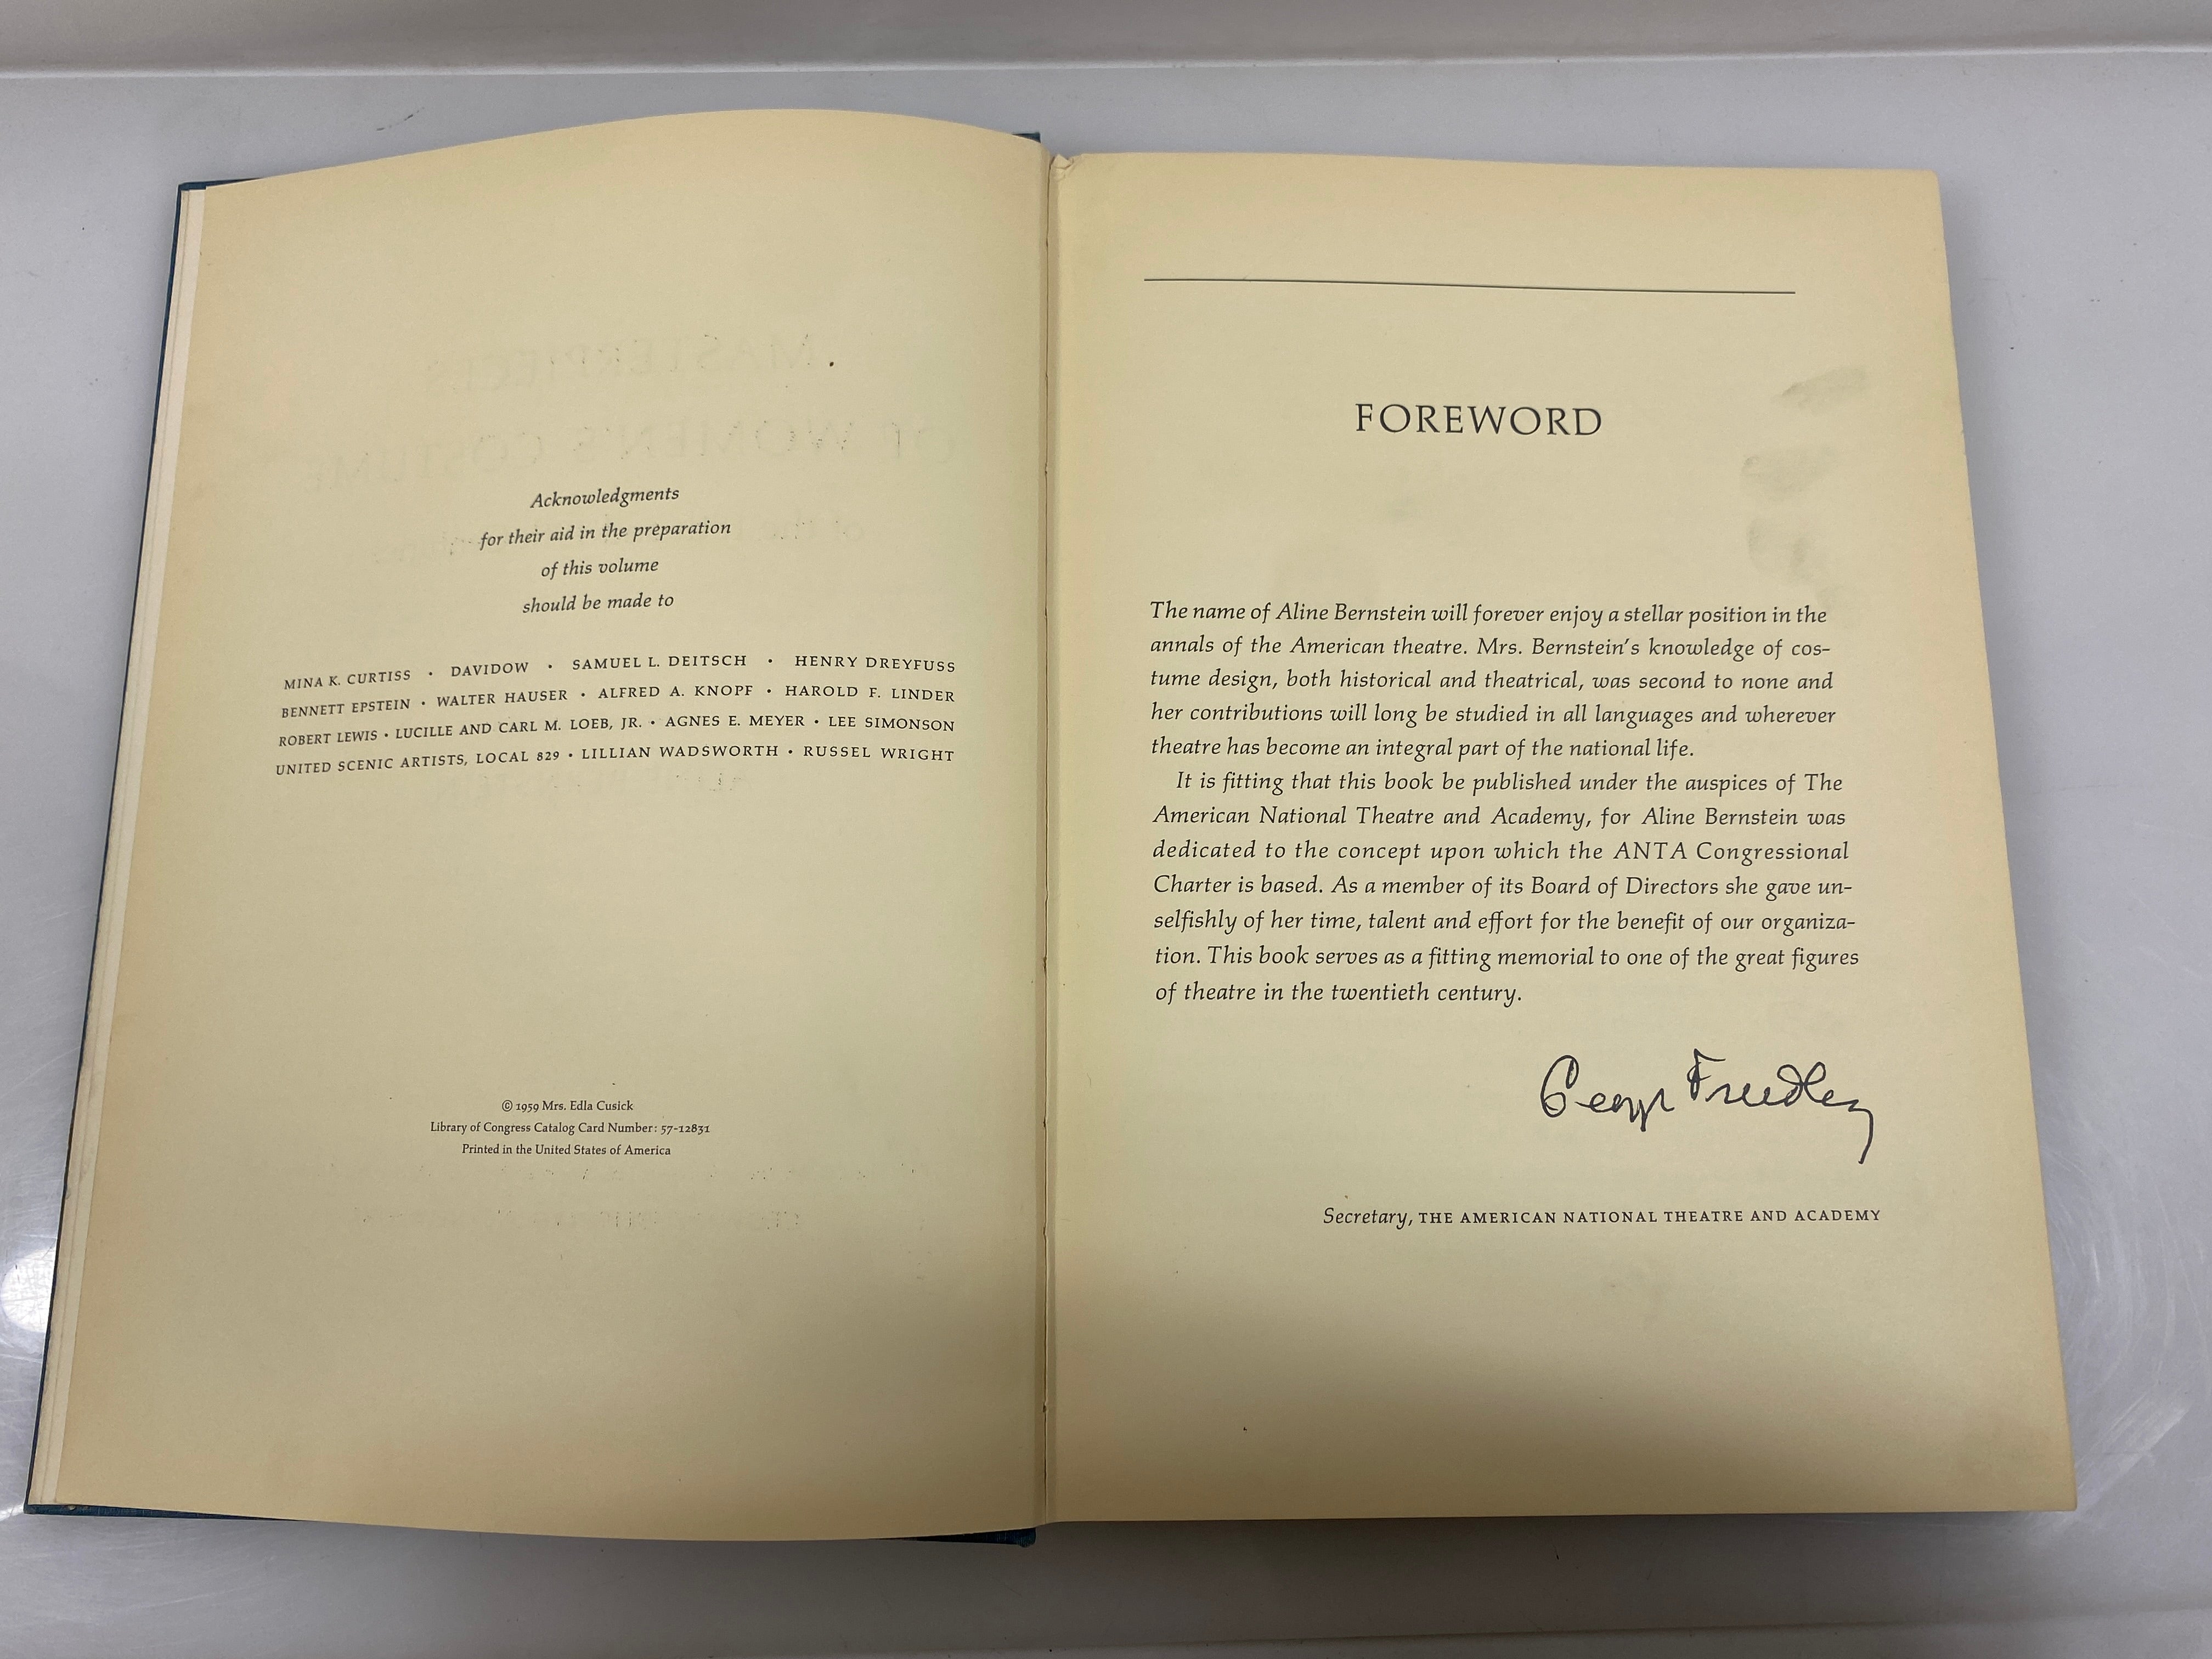 Acknowledgments
for their aid in the preparation
of this volume
should be made to
MINA K. CURTISS • DAVIDOW • SAMUEL L. DEITSCH • HENRY DREYFUSS
BENNETT EPSTEIN • WALTER HAUSER • ALFRED A. KNOPF • HAROLD F. LINDER
ROBERT LEWIS • LUCILLE AND CARL M. LOEB, JR. • AGNES E. MEYER • LEE SIMONSON
UNITED SCENIC ARTISTS, LOCAL 829 • LILLIAN WADSWORTH • RUSSEL WRIGHT
© 1959 Mrs. Edla Cusick
Library of Congress Catalog Card Number: 57-12831
Printed in the United States of America
FOREWORD
The name of Aline Bernstein will forever enjoy a stellar position in the
annals of the American theatre. Mrs. Bernstein's knowledge of cos-
tume design, both historical and theatrical, was second to none and
her contributions will long be studied in all languages and wherever
theatre has become an integral part of the national life.
It is fitting that this book be published under the auspices of The
American National Theatre and Academy, for Aline Bernstein was
dedicated to the concept upon which the ANTA Congressional
Charter is based. As a member of its Board of Directors she gave un-
selfishly of her time, talent and effort for the benefit of our organiza-
tion. This book serves as a fitting memorial to one of the great figures
of theatre in the twentieth century.
George Freedley
Secretary, THE AMERICAN NATIONAL THEATRE AND ACADEMY